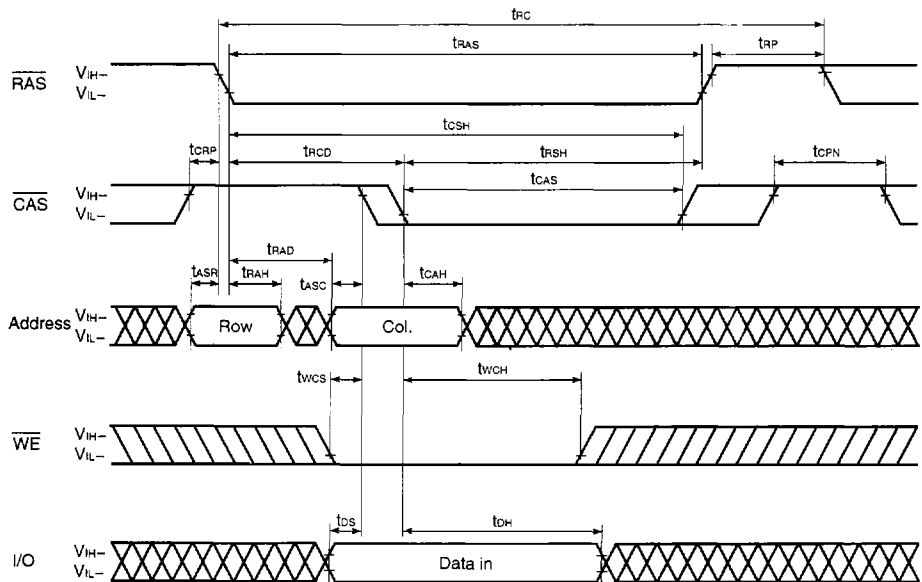 tRC
tRAS tRP
RAS VIH–
VIL–
tCSH
tCRP tRCD tRSH tCPN
tCAS
CAS VIH–
VIL–
tRAD
tASR tRAH tASC tCAH
Address VIH– Row Col.
VIL–
tWCS tWCH
WE VIH–
VIL–
tDS tDH
I/O VIH– Data in
VIL–